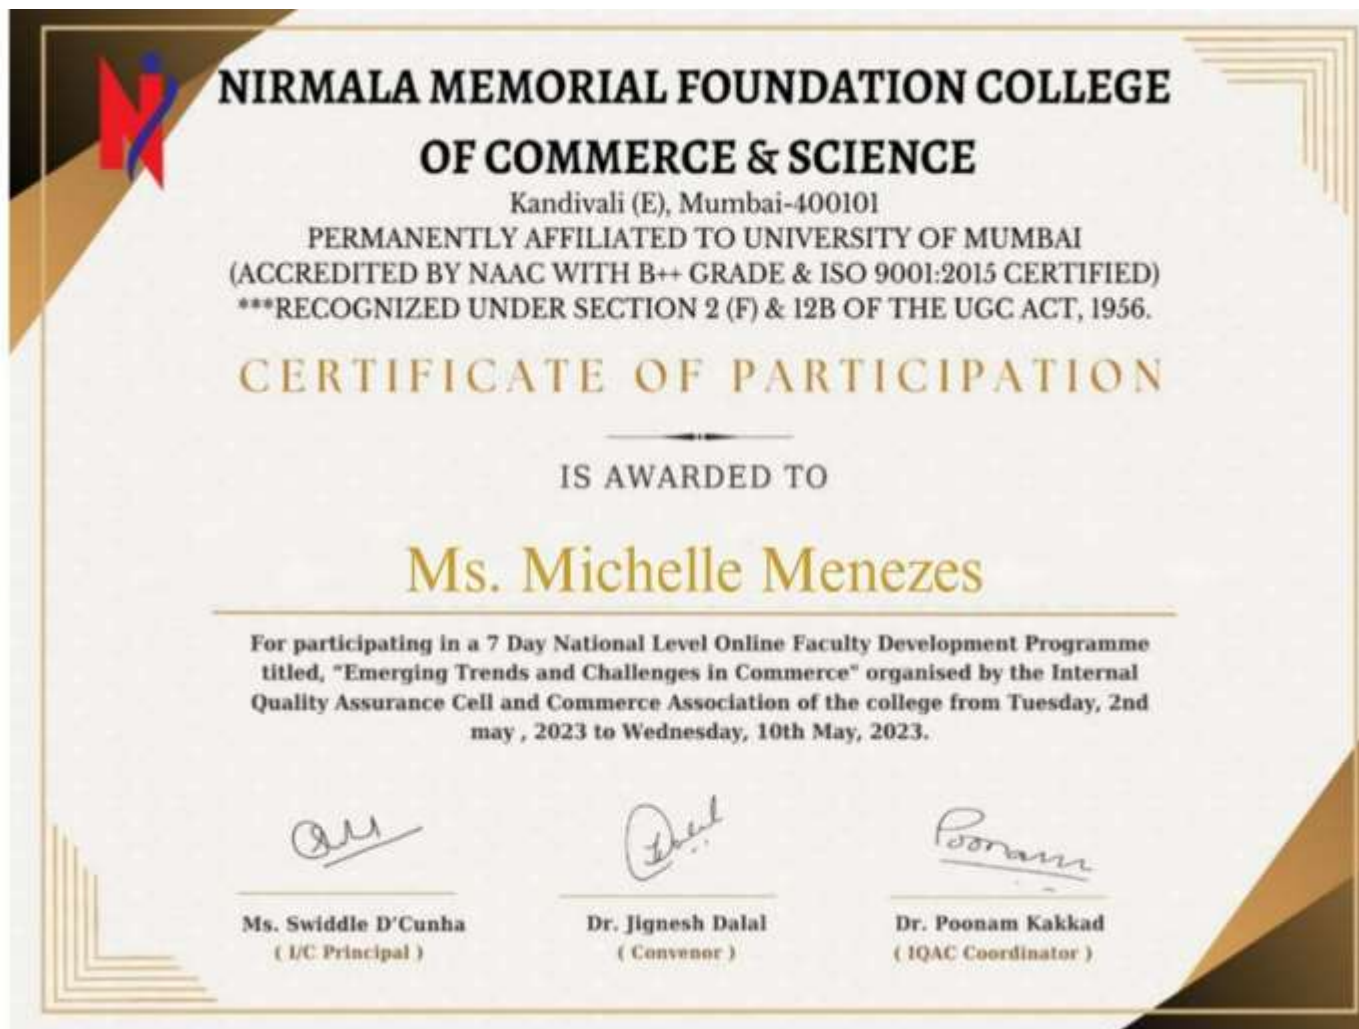 NIRMALA MEMORIAL FOUNDATION COLLEGE
OF COMMERCE & SCIENCE
Kandivali (E), Mumbai-400101
PERMANENTLY AFFILIATED TO UNIVERSITY OF MUMBAI
(ACCREDITED BY NAAC WITH B++ GRADE & ISO 9001:2015 CERTIFIED)
***RECOGNIZED UNDER SECTION 2 (F) & 12B OF THE UGC ACT, 1956.
CERTIFICATE OF PARTICIPATION
IS AWARDED TO
Ms. Michelle Menezes
For participating in a 7 Day National Level Online Faculty Development Programme
titled, "Emerging Trends and Challenges in Commerce" organised by the Internal
Quality Assurance Cell and Commerce Association of the college from Tuesday, 2nd
may , 2023 to Wednesday, 10th May, 2023.
Poonam
Ms. Swiddle D'Cunha
Dr. Jignesh Dalal
Dr. Poonam Kakkad
( I/C Principal )
( Convenor )
( IQAC Coordinator )